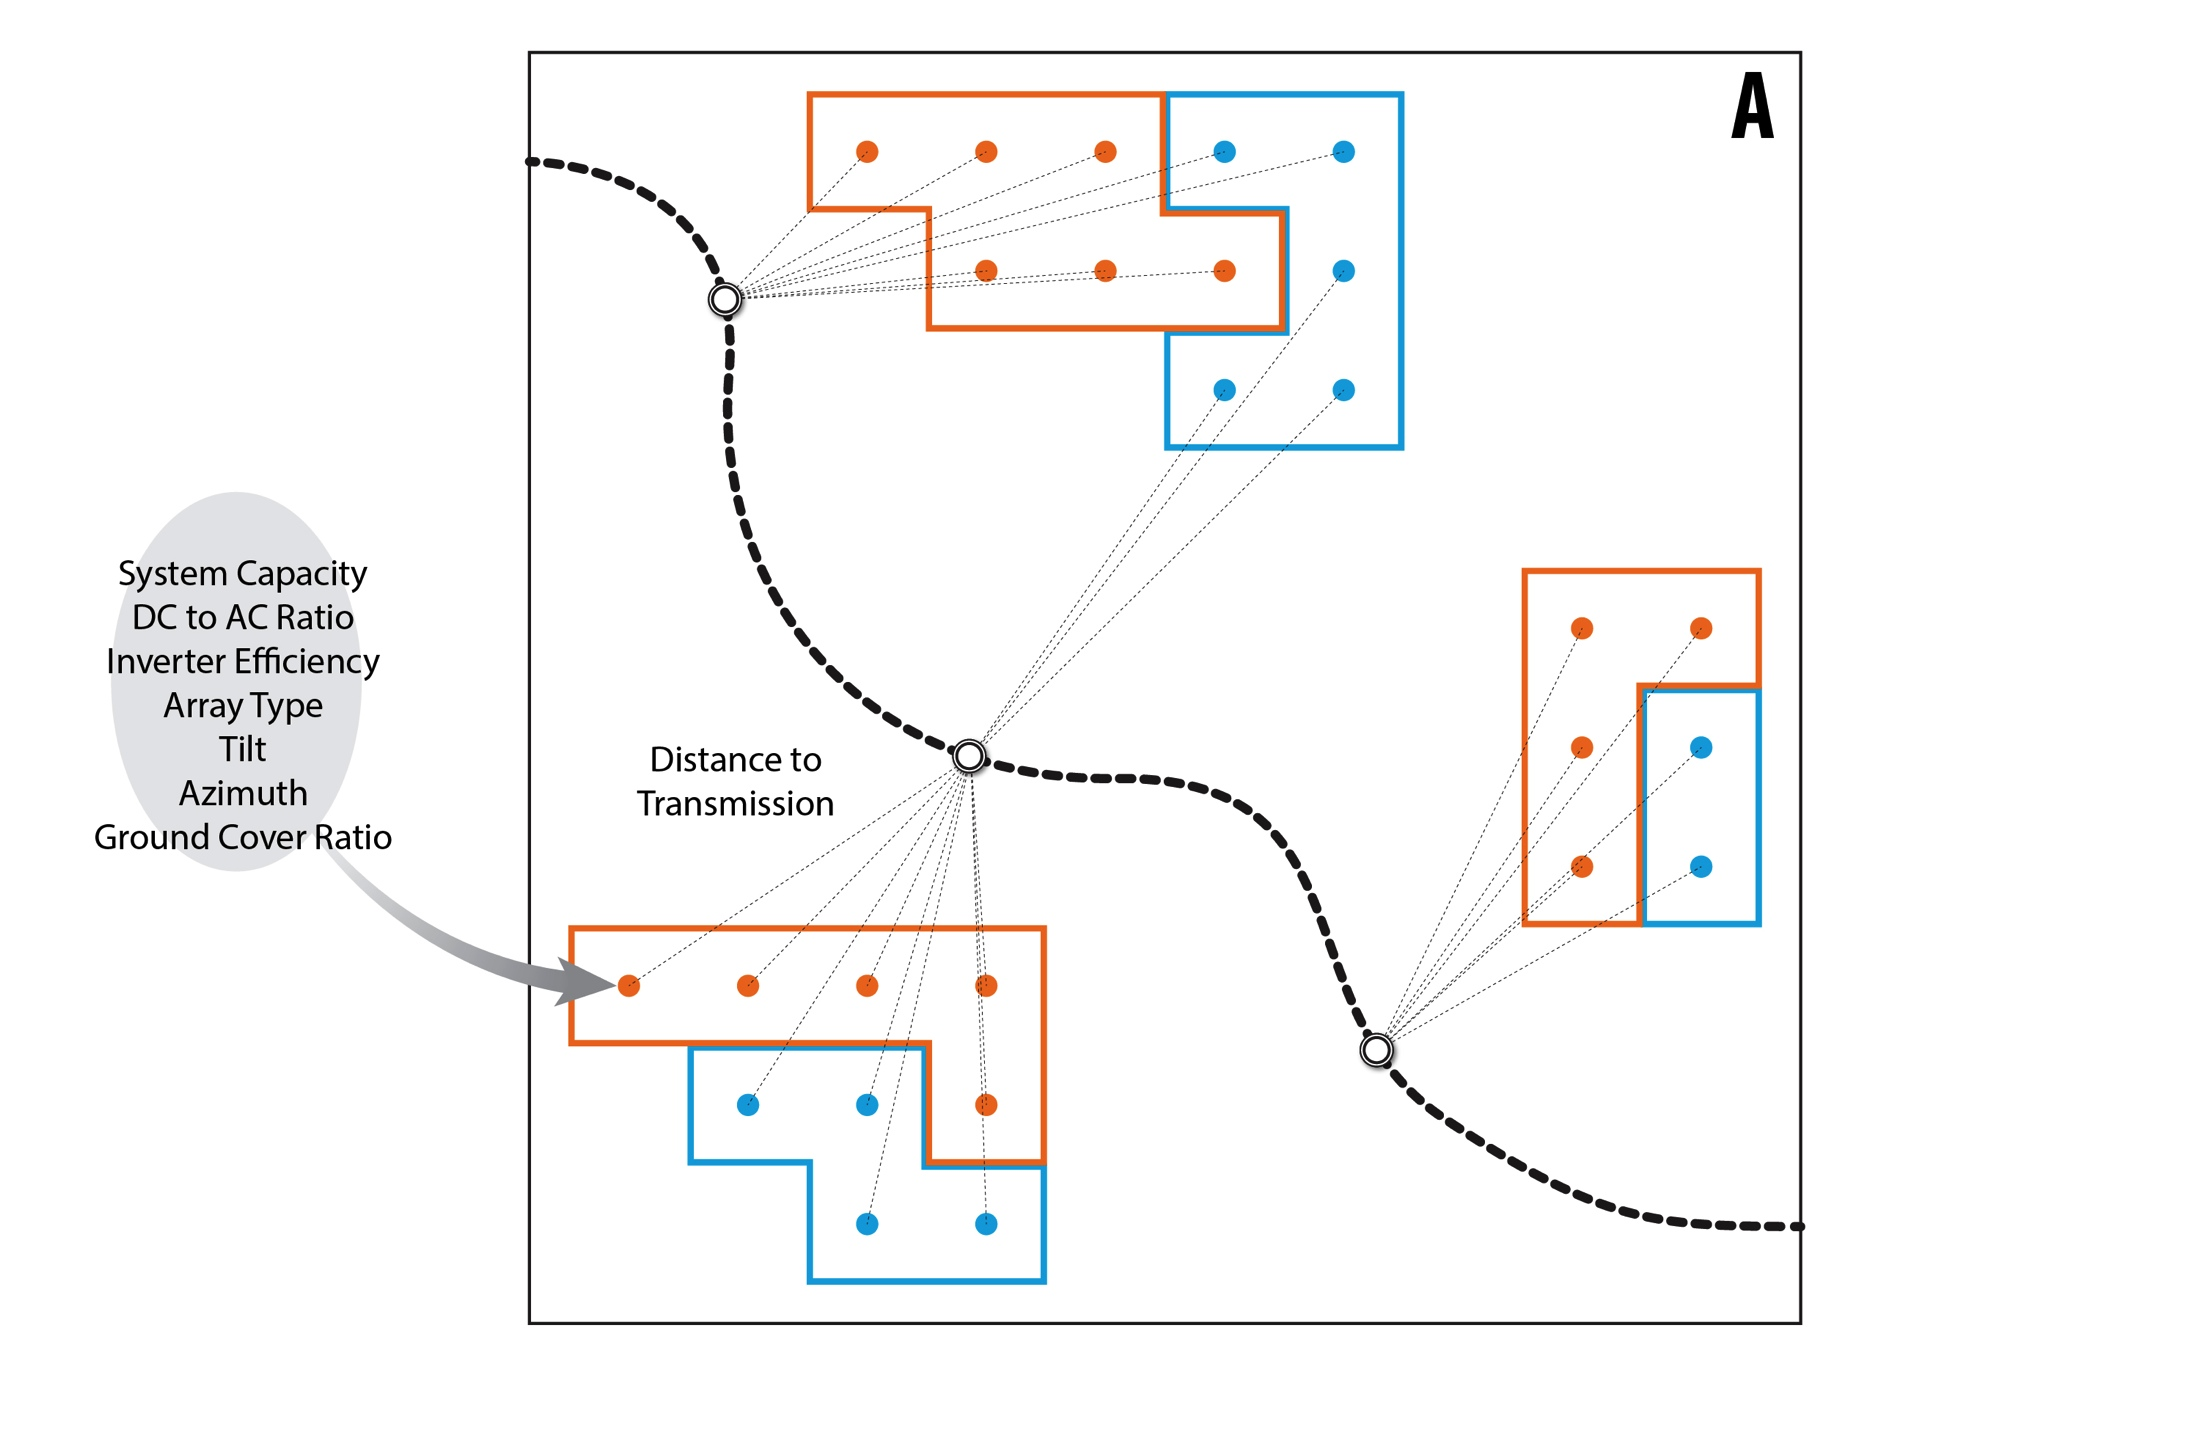 A
System Capacity
DC to AC Ratio
Inverter Efficiency
Array Type
Tilt
Azimuth
Ground Cover Ratio
Distance to
Transmission